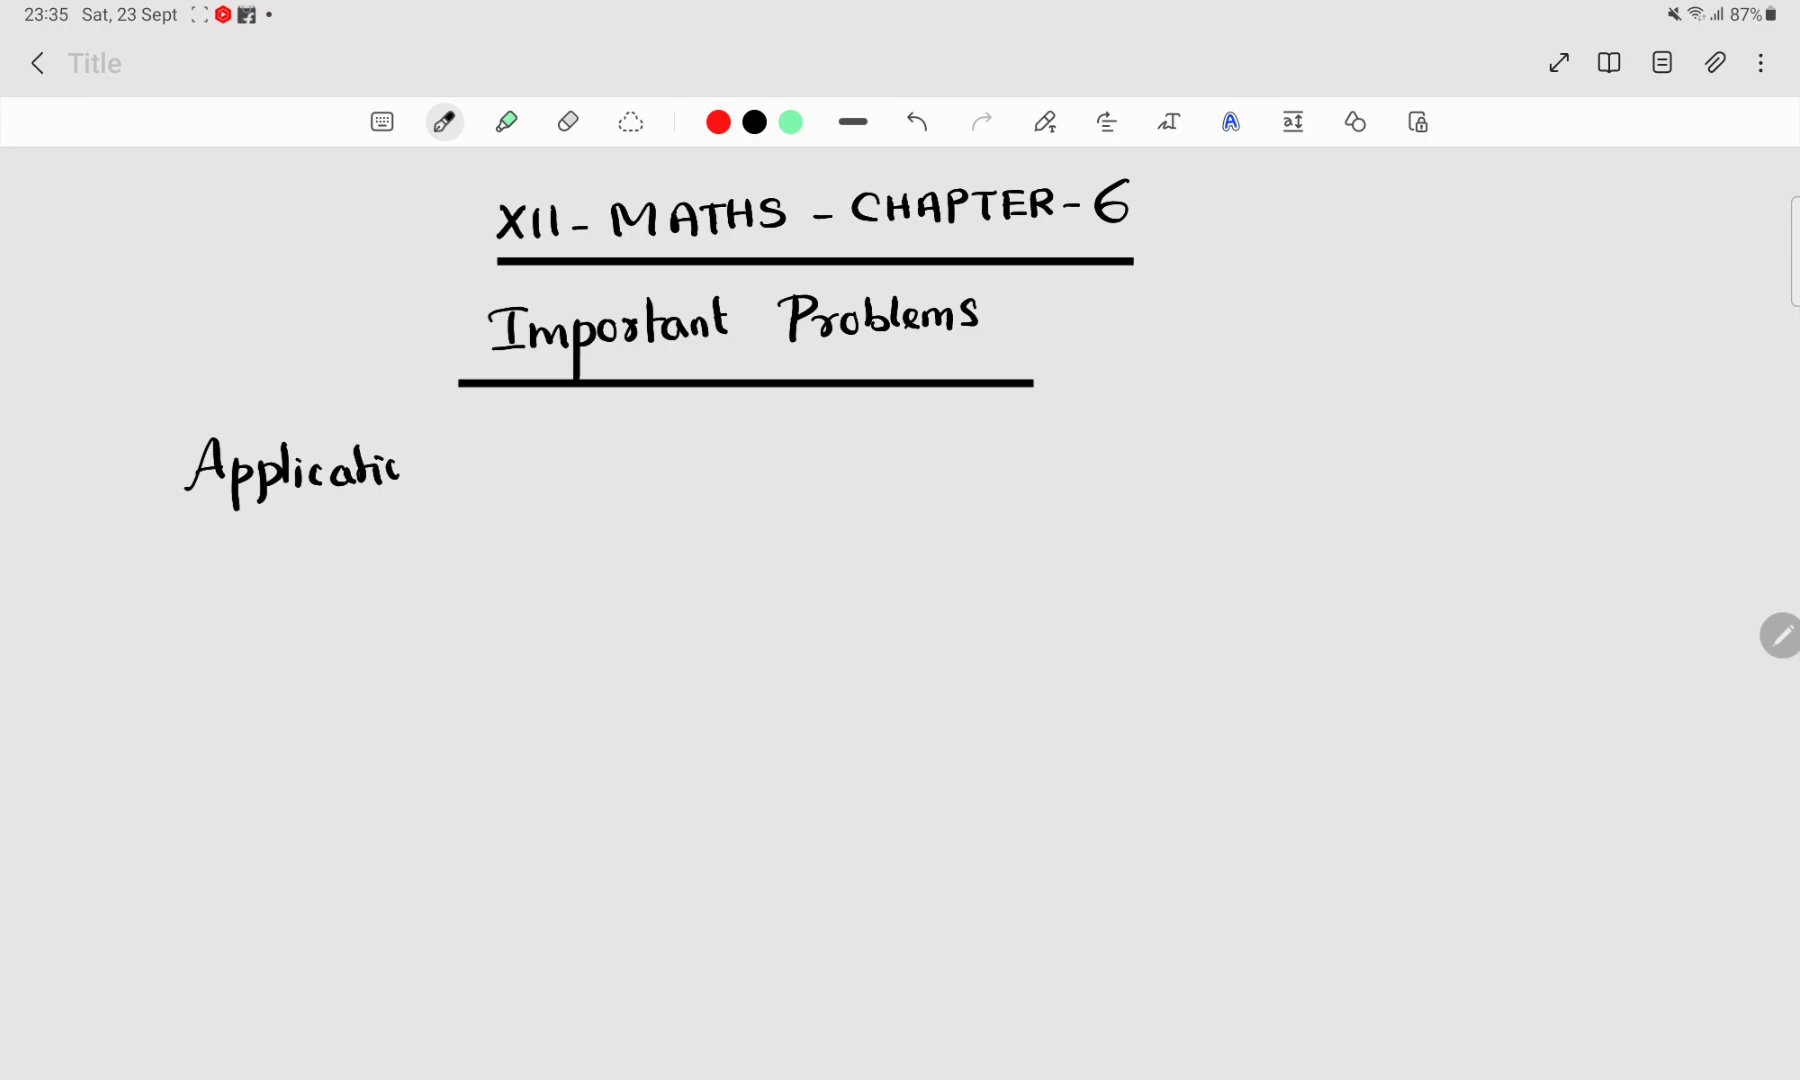 23:35 Sat, 23 Sept 87%
Title
XII - MATHS - CHAPTER - 6
Important Problems
Applicatic